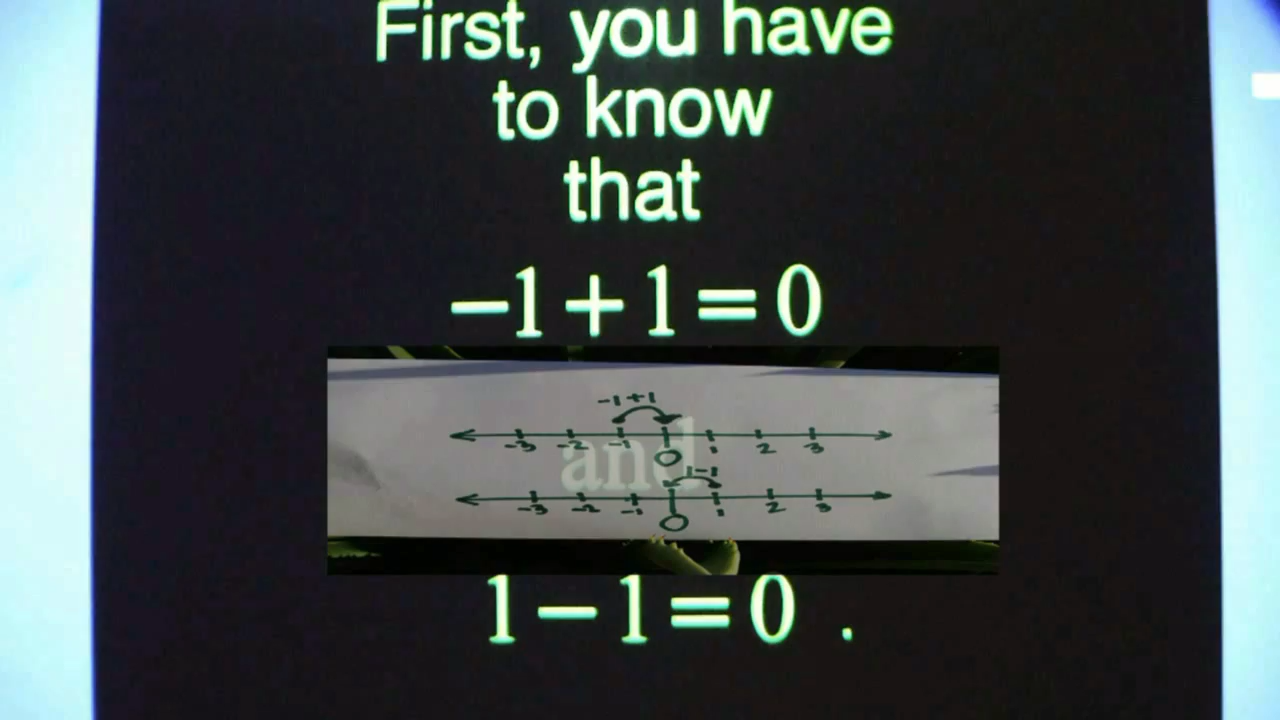 First, you have
to know
that
−1 + 1 = 0
-1+1
-3 -2 -1 0 1 2 3
and
1-1
-3 -2 -1 0 1 2 3
1 − 1 = 0 .